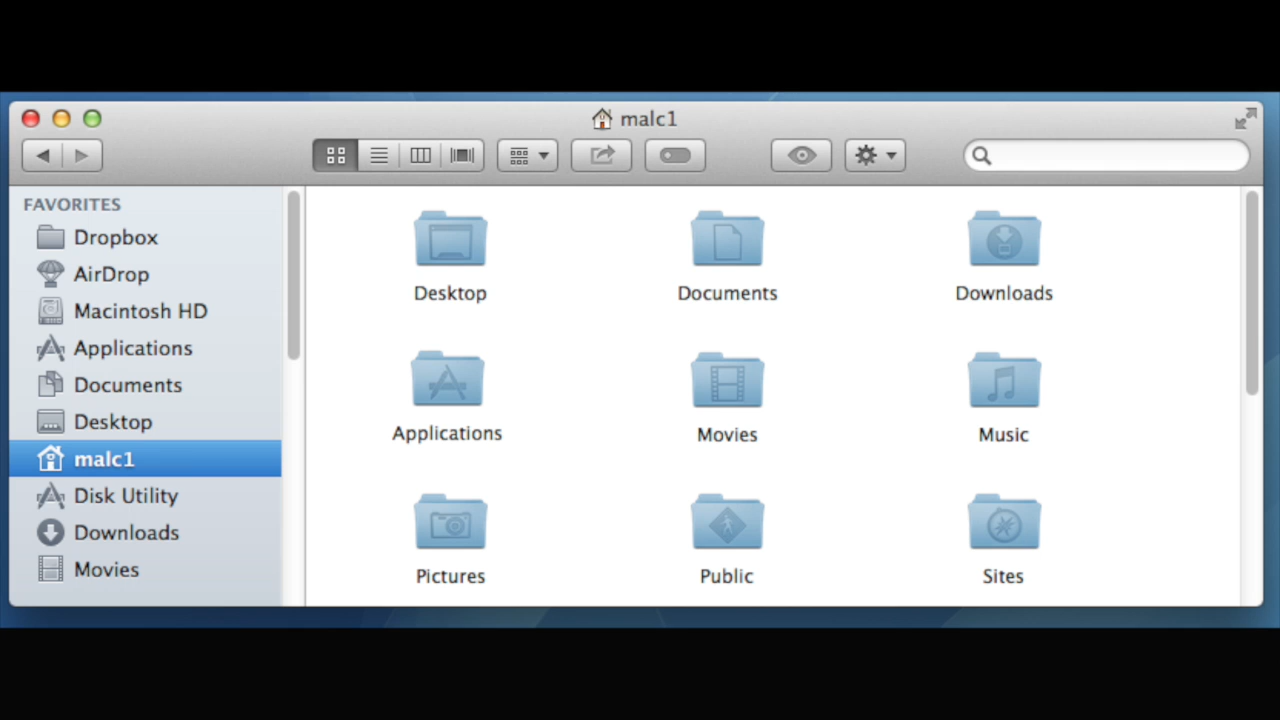 malc1
FAVORITES
Dropbox
AirDrop
Macintosh HD
Applications
Documents
Desktop
malc1
Disk Utility
Downloads
Movies
Desktop
Documents
Downloads
Applications
Movies
Music
Pictures
Public
Sites